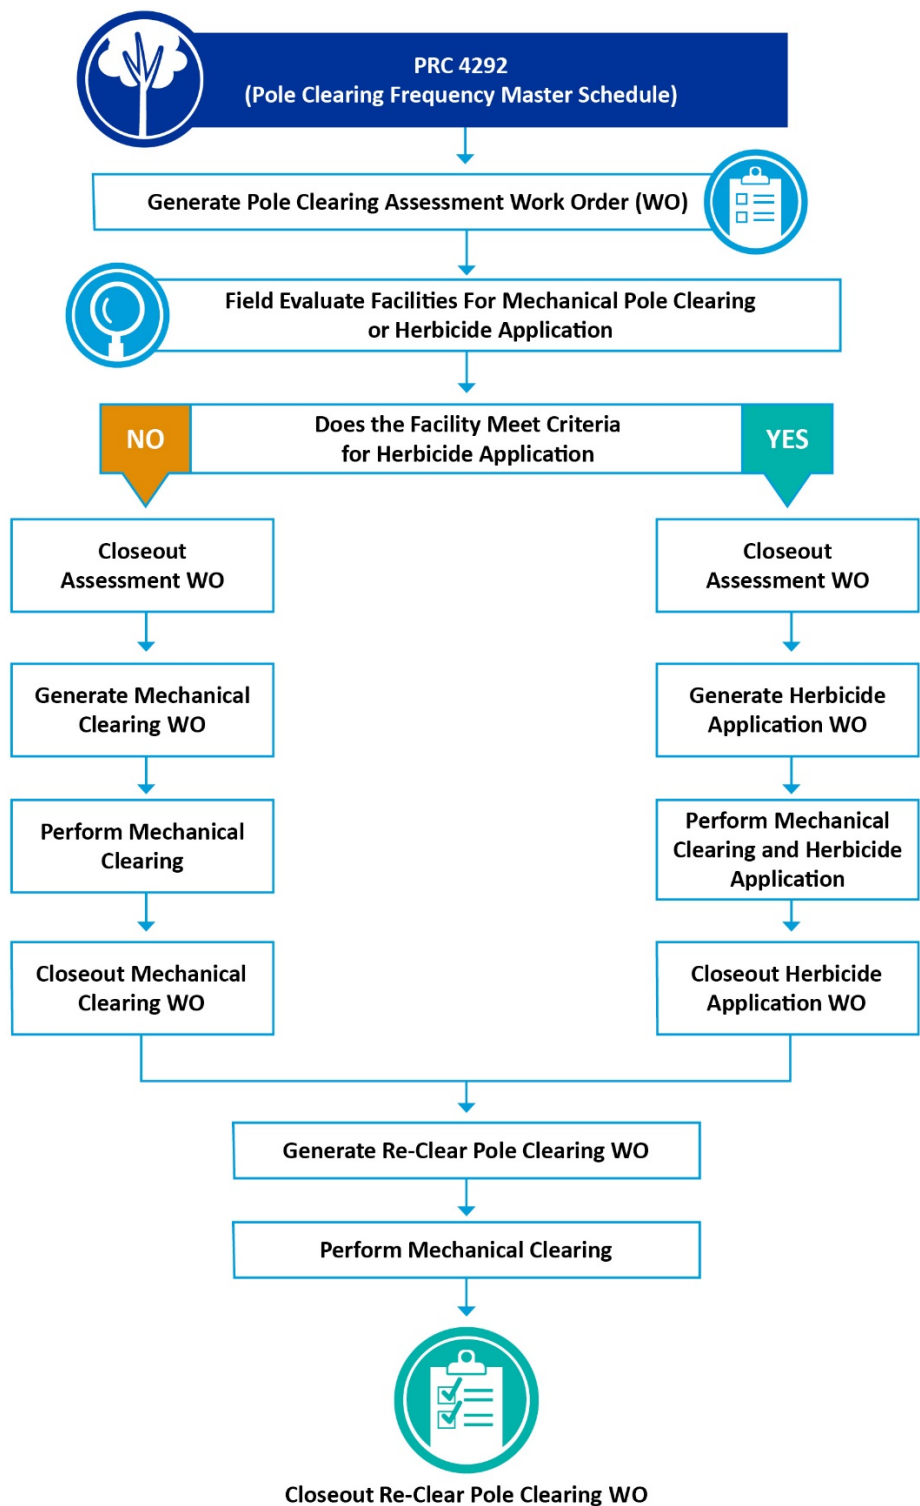 PRC 4292
(Pole Clearing Frequency Master Schedule)
Generate Pole Clearing Assessment Work Order (WO)
Field Evaluate Facilities For Mechanical Pole Clearing
or Herbicide Application
NO
Does the Facility Meet Criteria
for Herbicide Application
YES
Closeout
Assessment WO
Generate Mechanical
Clearing WO
Perform Mechanical
Clearing
Closeout Mechanical
Clearing WO
Closeout
Assessment WO
Generate Herbicide
Application WO
Perform Mechanical
Clearing and Herbicide
Application
Closeout Herbicide
Application WO
Generate Re-Clear Pole Clearing WO
Perform Mechanical Clearing
Closeout Re-Clear Pole Clearing WO